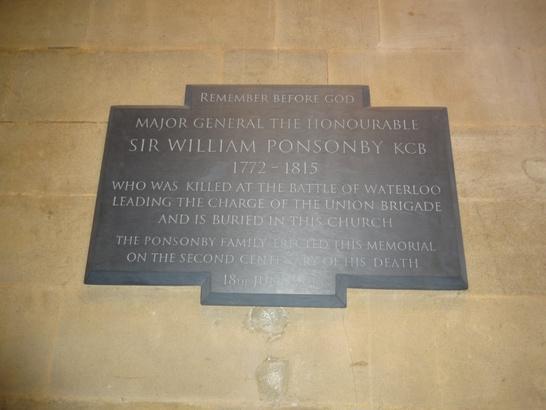 REMEMBER BEFORE GOD
MAJOR GENERAL THE HONOURABLE
SIR WILLIAM PONSONBY KCB
1772 - 1815
WHO WAS KILLED AT THE BATTLE OF WATERLOO
LEADING THE CHARGE OF THE UNION BRIGADE
AND IS BURIED IN THIS CHURCH
THE PONSONBY FAMILY ERECTED THIS MEMORIAL
ON THE SECOND CENTENARY OF HIS DEATH
18TH